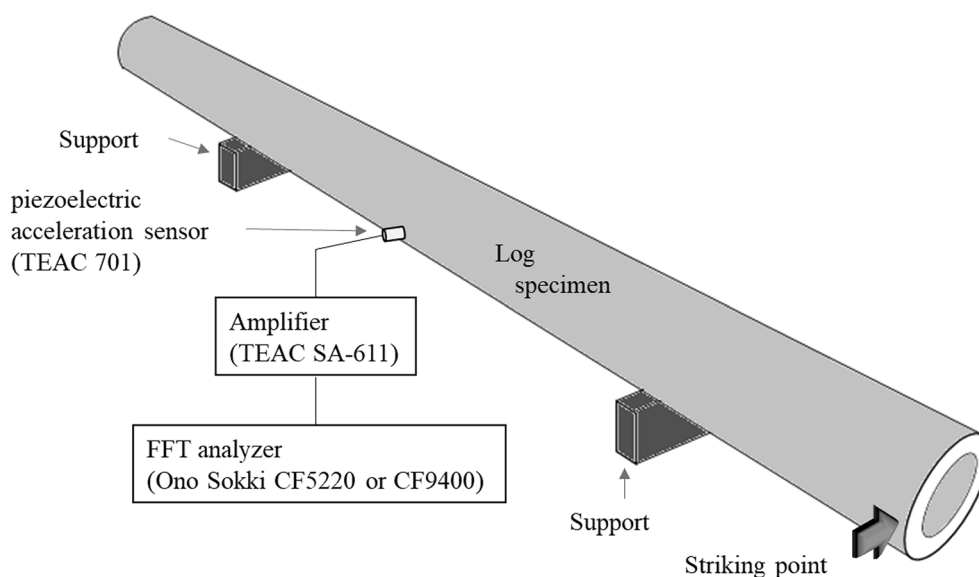 Support
piezoelectric
acceleration sensor
(TEAC 701)
Log
specimen
Amplifier
(TEAC SA-611)
FFT analyzer
(Ono Sokki CF5220 or CF9400)
Support
Striking point